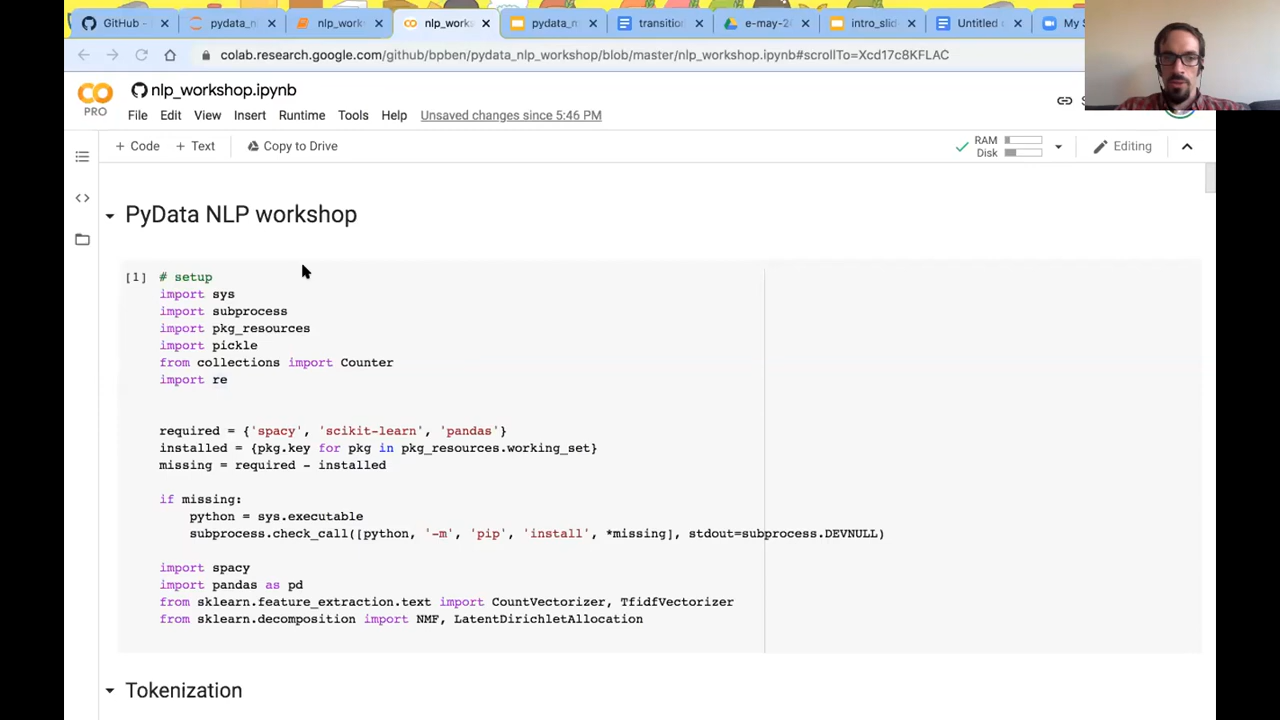 GitHub -
pydata_n
nlp_work
nlp_wor
pydata_n
transition
e-may-2
intro_slid
Untitled
My S
colab.research.google.com/github/bpben/pydata_nlp_workshop/blob/master/nlp_workshop.ipynb#scrollTo=Xcd17c8KFLAC
PRO
nlp_workshop.ipynb
File Edit View Insert Runtime Tools Help Unsaved changes since 5:46 PM
+ Code + Text Copy to Drive
RAM
Disk
Editing
PyData NLP workshop
[1] # setup
import sys
import subprocess
import pkg_resources
import pickle
from collections import Counter
import re
required = {'spacy', 'scikit-learn', 'pandas'}
installed = {pkg.key for pkg in pkg_resources.working_set}
missing = required - installed
if missing:
python = sys.executable
subprocess.check_call([python, '-m', 'pip', 'install', *missing], stdout=subprocess.DEVNULL)
import spacy
import pandas as pd
from sklearn.feature_extraction.text import CountVectorizer, TfidfVectorizer
from sklearn.decomposition import NMF, LatentDirichletAllocation
Tokenization